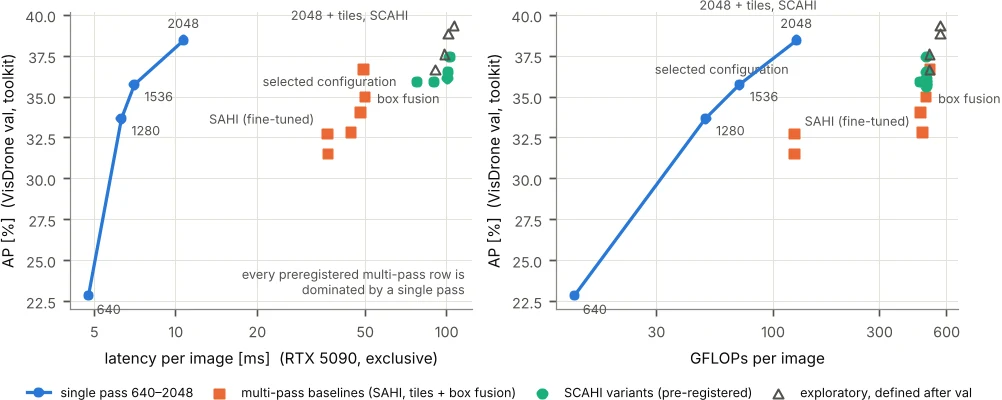 2048 + tiles, SCAHI
40.0
2048
37.5
selected configuration
1536
35.0
box fusion
SAHI (fine-tuned)
1280
32.5
30.0
27.5
25.0
every preregistered multi-pass row is
dominated by a single pass
22.5
640
AP [%] (VisDrone val, toolkit)
5
10
20
50
100
latency per image [ms] (RTX 5090, exclusive)
2048 + tiles, SCAHI
40.0
2048
37.5
selected configuration
1536
35.0
box fusion
SAHI (fine-tuned)
1280
32.5
30.0
27.5
25.0
22.5
640
AP [%] (VisDrone val, toolkit)
30
100
300
600
GFLOPs per image
single pass 640–2048
multi-pass baselines (SAHI, tiles + box fusion)
SCAHI variants (pre-registered)
exploratory, defined after val